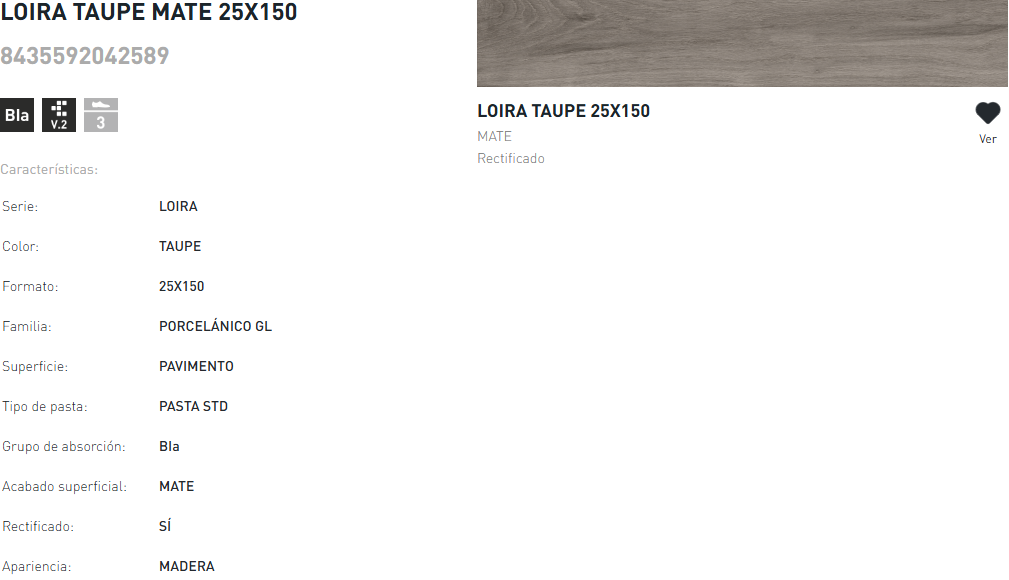 LOIRA TAUPE MATE 25X150
8435592042589
BIa
V.2
3
Características:
Serie: LOIRA
Color: TAUPE
Formato: 25X150
Familia: PORCELÁNICO GL
Superficie: PAVIMENTO
Tipo de pasta: PASTA STD
Grupo de absorción: BIa
Acabado superficial: MATE
Rectificado: SÍ
Apariencia: MADERA
LOIRA TAUPE 25X150
MATE
Rectificado
Ver